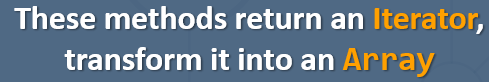 These methods return an Iterator,
transform it into an Array